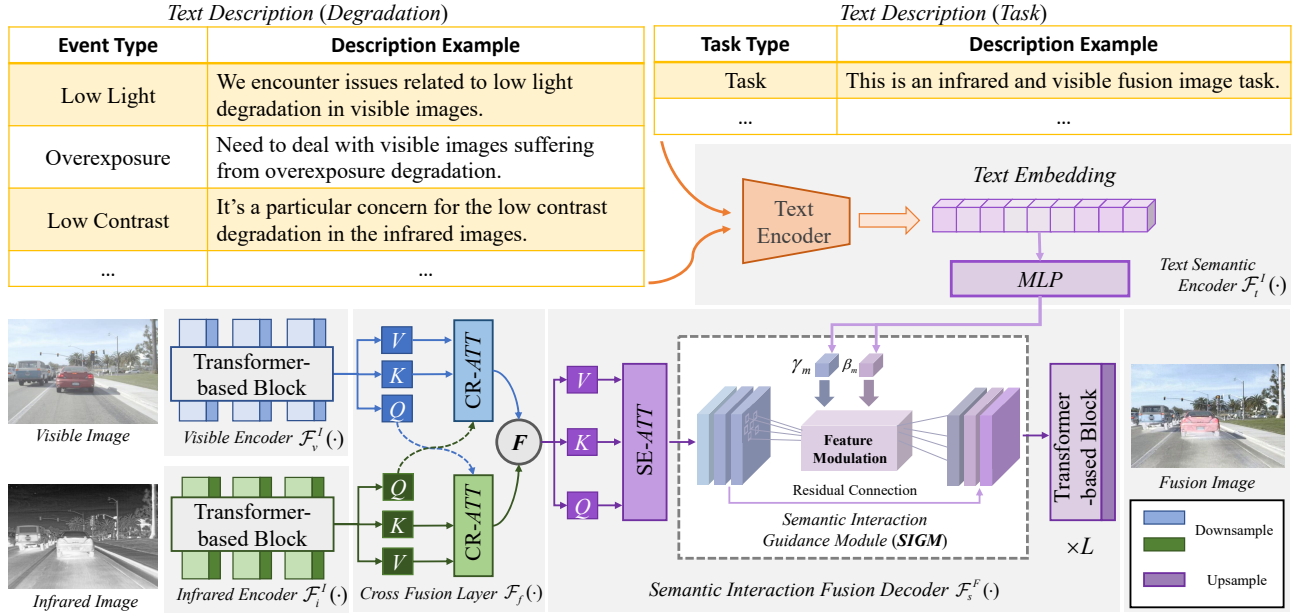 Text Description (Degradation)
Event Type Description Example
Low Light We encounter issues related to low light
degradation in visible images.
Overexposure Need to deal with visible images suffering
from overexposure degradation.
Low Contrast It's a particular concern for the low contrast
degradation in the infrared images.
... ...
Text Description (Task)
Task Type Description Example
Task This is an infrared and visible fusion image task.
... ...
Text
Encoder
Text Embedding
MLP
Text Semantic
Encoder 𝓕ₜᴵ(·)
Visible Image
Transformer-
based Block
Visible Encoder 𝓕ᵥᴵ(·)
Infrared Image
Transformer-
based Block
Infrared Encoder 𝓕ᵢᴵ(·)
V
K
Q
CR-ATT
Q
K
V
CR-ATT
F
Cross Fusion Layer 𝓕_f(·)
V
K
Q
SE-ATT
γₘ
βₘ
Feature
Modulation
Residual Connection
Semantic Interaction
Guidance Module (SIGM)
Semantic Interaction Fusion Decoder 𝓕ₛᶠ(·)
Transformer
-based Block
×L
Fusion Image
Downsample
Upsample